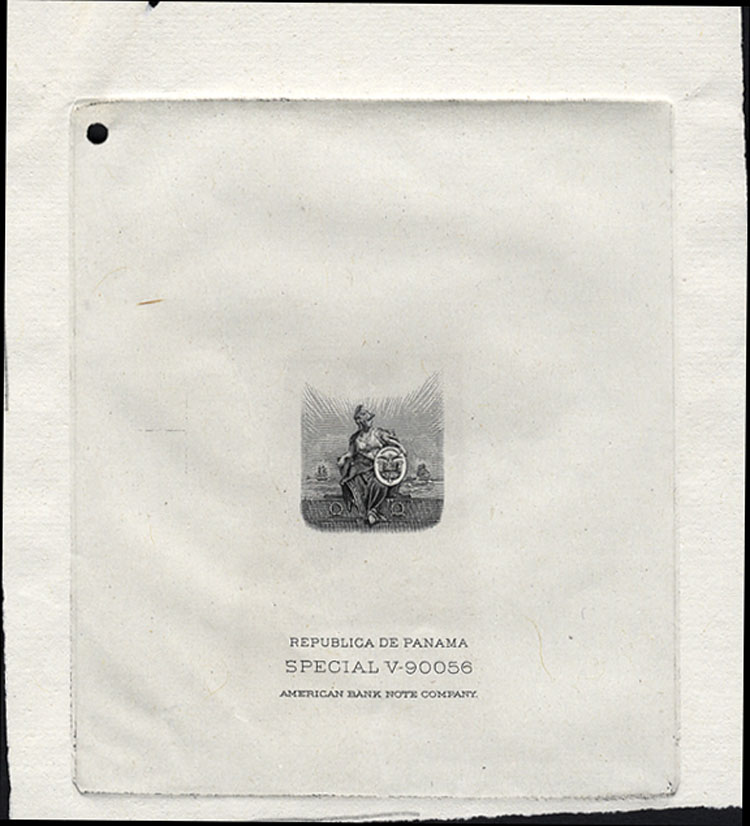 REPUBLICA DE PANAMA
SPECIAL V-90056
AMERICAN BANK NOTE COMPANY.